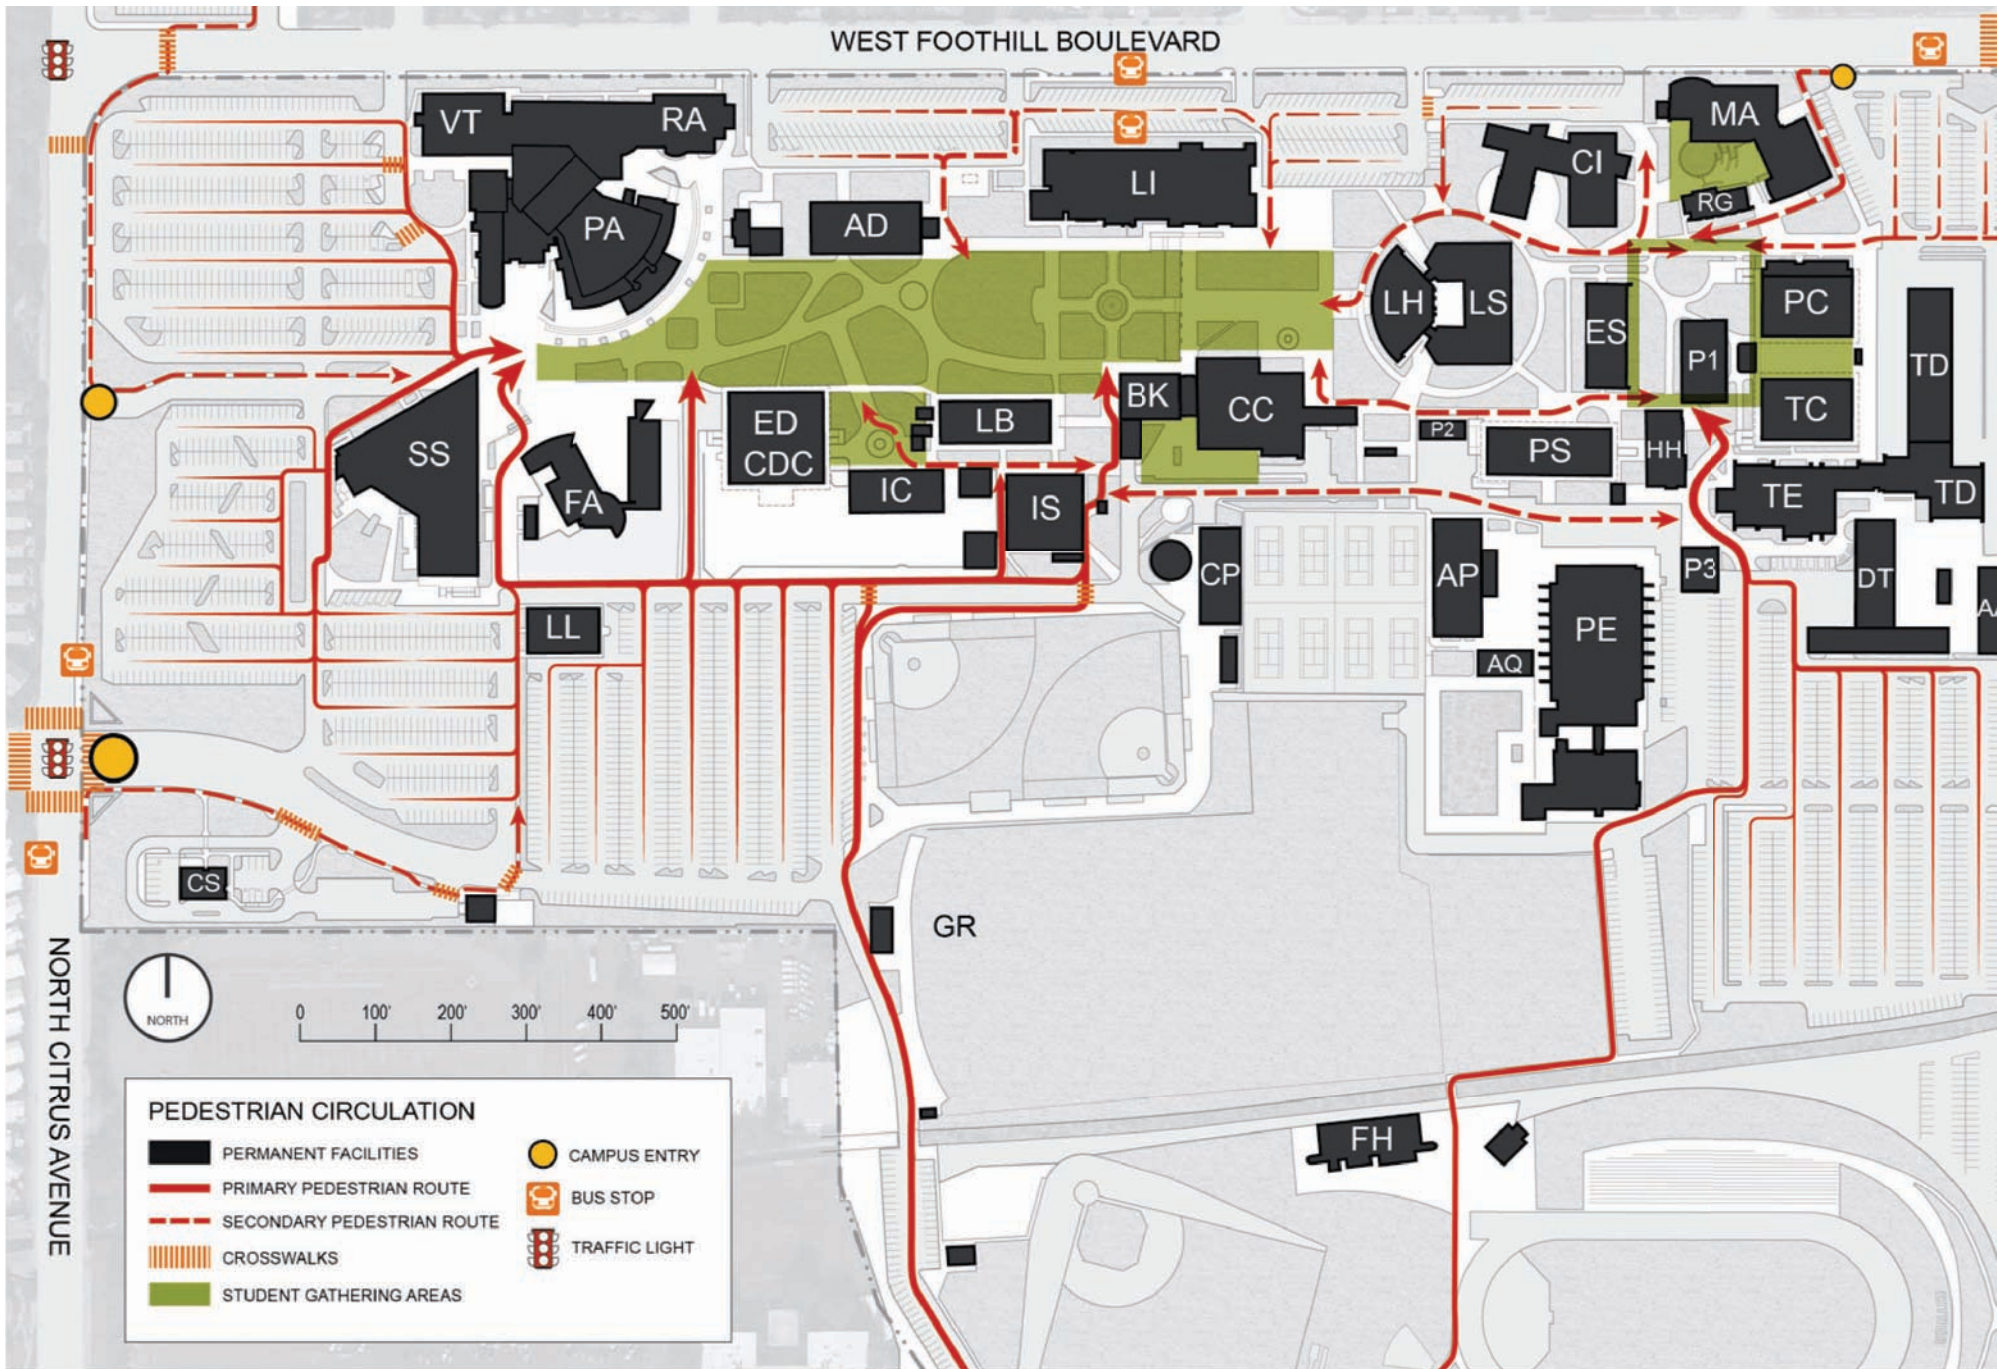 WEST FOOTHILL BOULEVARD
VT
RA
MA
LI
CI
RG
PA
AD
LH
LS
PC
ES
P1
TD
BK
CC
TC
ED
CDC
LB
P2
SS
PS
HH
IC
FA
IS
TE
TD
CP
AP
P3
DT
LL
PE
AQ
CS
GR
NORTH CITRUS AVENUE
NORTH
0 100' 200' 300' 400' 500'
FH
PEDESTRIAN CIRCULATION
PERMANENT FACILITIES
PRIMARY PEDESTRIAN ROUTE
SECONDARY PEDESTRIAN ROUTE
CROSSWALKS
STUDENT GATHERING AREAS
CAMPUS ENTRY
BUS STOP
TRAFFIC LIGHT